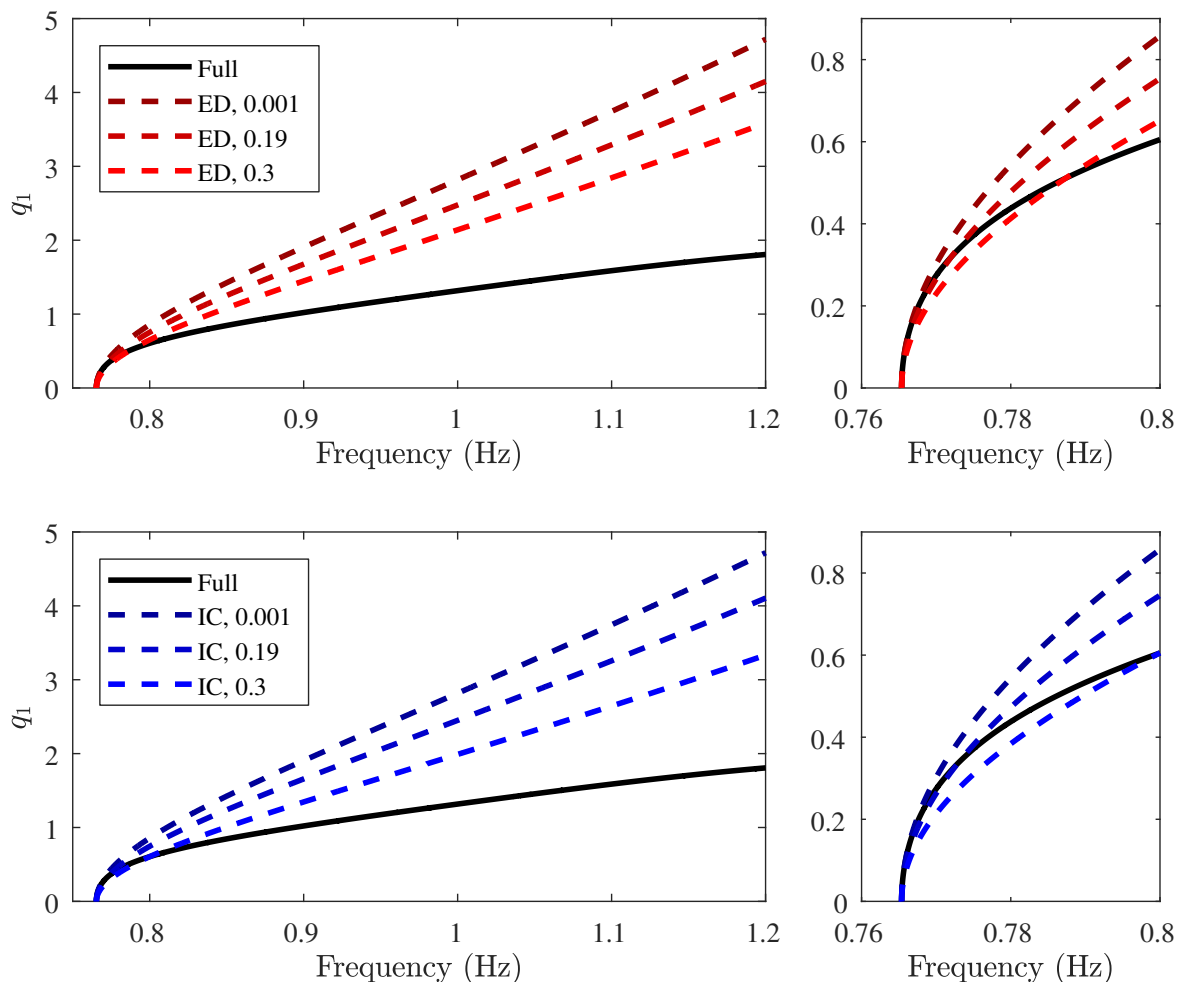 5
4
3
2
1
0
q1
Full
ED, 0.001
ED, 0.19
ED, 0.3
0.8 0.9 1 1.1 1.2
Frequency (Hz)
0.8
0.6
0.4
0.2
0
0.76 0.78 0.8
Frequency (Hz)
5
4
3
2
1
0
q1
Full
IC, 0.001
IC, 0.19
IC, 0.3
0.8 0.9 1 1.1 1.2
Frequency (Hz)
0.8
0.6
0.4
0.2
0
0.76 0.78 0.8
Frequency (Hz)